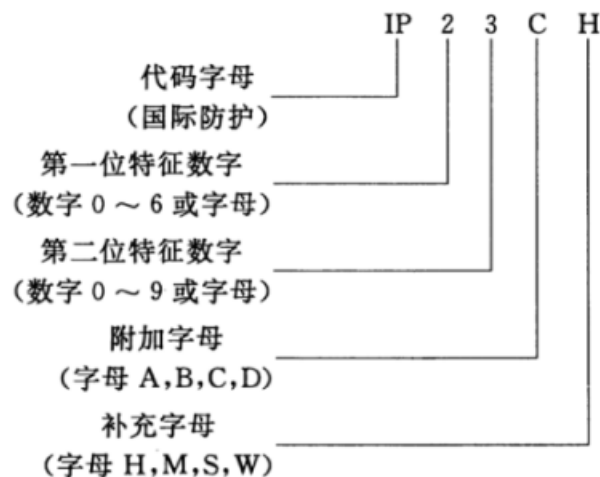 IP 2 3 C H
代码字母
(国际防护)
第一位特征数字
(数字 0 ～ 6 或字母)
第二位特征数字
(数字 0 ～ 9 或字母)
附加字母
(字母 A,B,C,D)
补充字母
(字母 H,M,S,W)